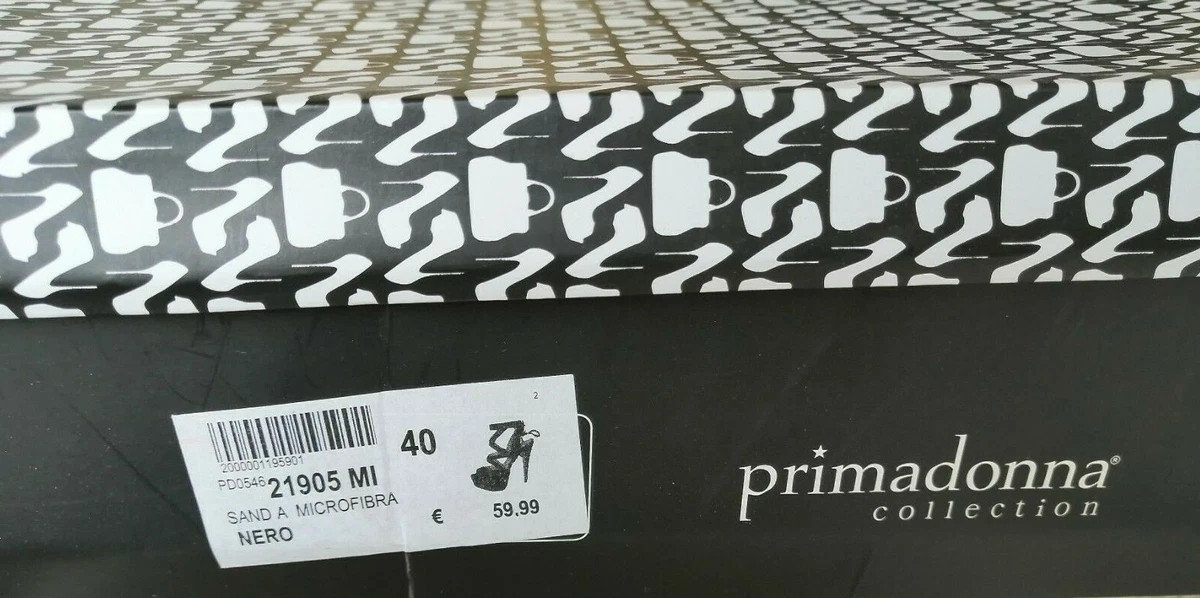 2
2000001195901
40
PD0546 21905 MI
SAND A MICROFIBRA
€ 59.99
NERO
primadonna®
collection